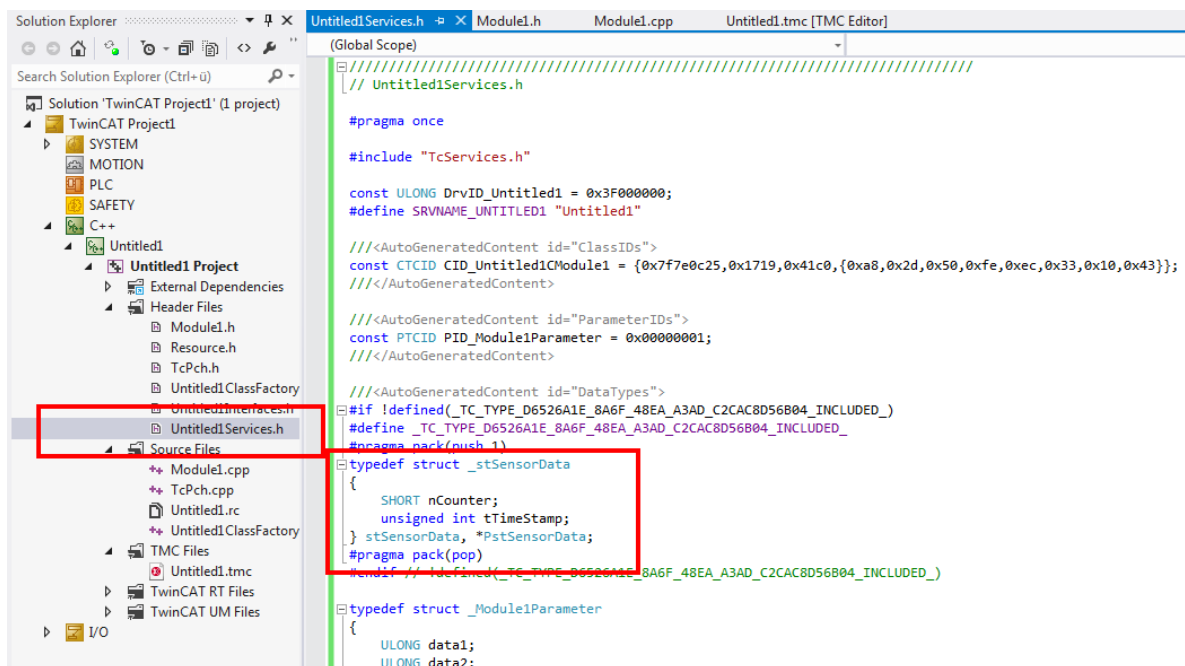 Solution Explorer
Search Solution Explorer (Ctrl+ü)
Solution 'TwinCAT Project1' (1 project)
TwinCAT Project1
SYSTEM
MOTION
PLC
SAFETY
C++
Untitled1
Untitled1 Project
External Dependencies
Header Files
Module1.h
Resource.h
TcPch.h
Untitled1ClassFactory
Untitled1Interfaces.h
Untitled1Services.h
Source Files
Module1.cpp
TcPch.cpp
Untitled1.rc
Untitled1ClassFactory
TMC Files
Untitled1.tmc
TwinCAT RT Files
TwinCAT UM Files
I/O
Untitled1Services.h Module1.h Module1.cpp Untitled1.tmc [TMC Editor]
(Global Scope)
///////////////////////////////////////////////////////////////////////////////
// Untitled1Services.h
#pragma once
#include "TcServices.h"
const ULONG DrvID_Untitled1 = 0x3F000000;
#define SRVNAME_UNTITLED1 "Untitled1"
///<AutoGeneratedContent id="ClassIDs">
const CTCID CID_Untitled1CModule1 = {0x7f7e0c25,0x1719,0x41c0,{0xa8,0x2d,0x50,0xfe,0xec,0x33,0x10,0x43}};
///</AutoGeneratedContent>
///<AutoGeneratedContent id="ParameterIDs">
const PTCID PID_Module1Parameter = 0x00000001;
///</AutoGeneratedContent>
///<AutoGeneratedContent id="DataTypes">
#if !defined(_TC_TYPE_D6526A1E_8A6F_48EA_A3AD_C2CAC8D56B04_INCLUDED_)
#define _TC_TYPE_D6526A1E_8A6F_48EA_A3AD_C2CAC8D56B04_INCLUDED_
#pragma pack(push,1)
typedef struct _stSensorData
{
SHORT nCounter;
unsigned int tTimeStamp;
} stSensorData, *PstSensorData;
#pragma pack(pop)
#endif // !defined(_TC_TYPE_D6526A1E_8A6F_48EA_A3AD_C2CAC8D56B04_INCLUDED_)
typedef struct _Module1Parameter
{
ULONG data1;
ULONG data2;